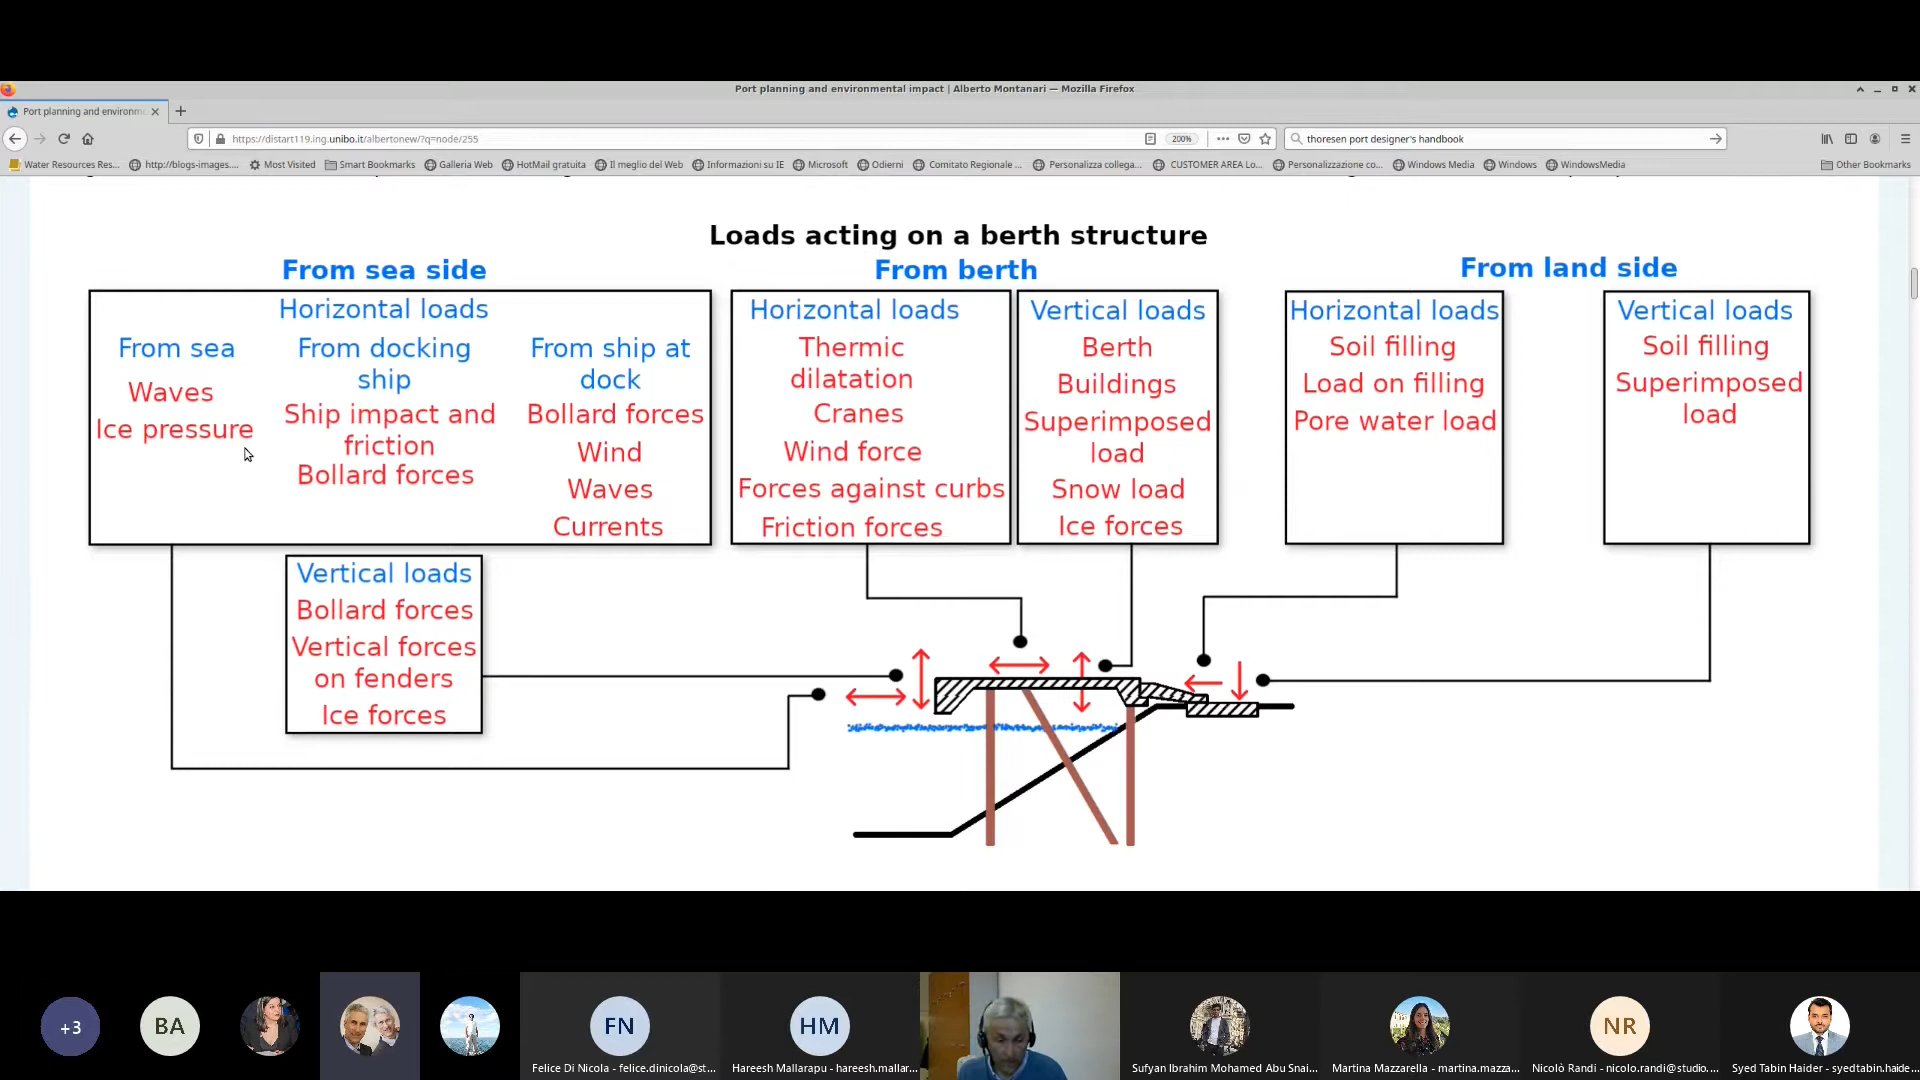 Port planning and environmental impact | Alberto Montanari — Mozilla Firefox
Port planning and environm
https://distart119.ing.unibo.it/albertonew/?q=node/255
200%
thoresen port designer's handbook
Water Resources Res...
http://blogs-images....
Most Visited
Smart Bookmarks
Galleria Web
HotMail gratuita
Il meglio del Web
Informazioni su IE
Microsoft
Odierni
Comitato Regionale ...
Personalizza collega...
CUSTOMER AREA Lo...
Personalizzazione co...
Windows Media
Windows
WindowsMedia
Other Bookmarks
Loads acting on a berth structure
From sea side
Horizontal loads
From sea
Waves
Ice pressure
From docking
ship
Ship impact and
friction
Bollard forces
From ship at
dock
Bollard forces
Wind
Waves
Currents
Vertical loads
Bollard forces
Vertical forces
on fenders
Ice forces
From berth
Horizontal loads
Thermic
dilatation
Cranes
Wind force
Forces against curbs
Friction forces
Vertical loads
Berth
Buildings
Superimposed
load
Snow load
Ice forces
From land side
Horizontal loads
Soil filling
Load on filling
Pore water load
Vertical loads
Soil filling
Superimposed
load
+3
BA
FN
Felice Di Nicola - felice.dinicola@st...
HM
Hareesh Mallarapu - hareesh.mallar...
Sufyan Ibrahim Mohamed Abu Snai...
Martina Mazzarella - martina.mazza...
NR
Nicolò Randi - nicolo.randi@studio....
Syed Tabin Haider - syedtabin.haide...